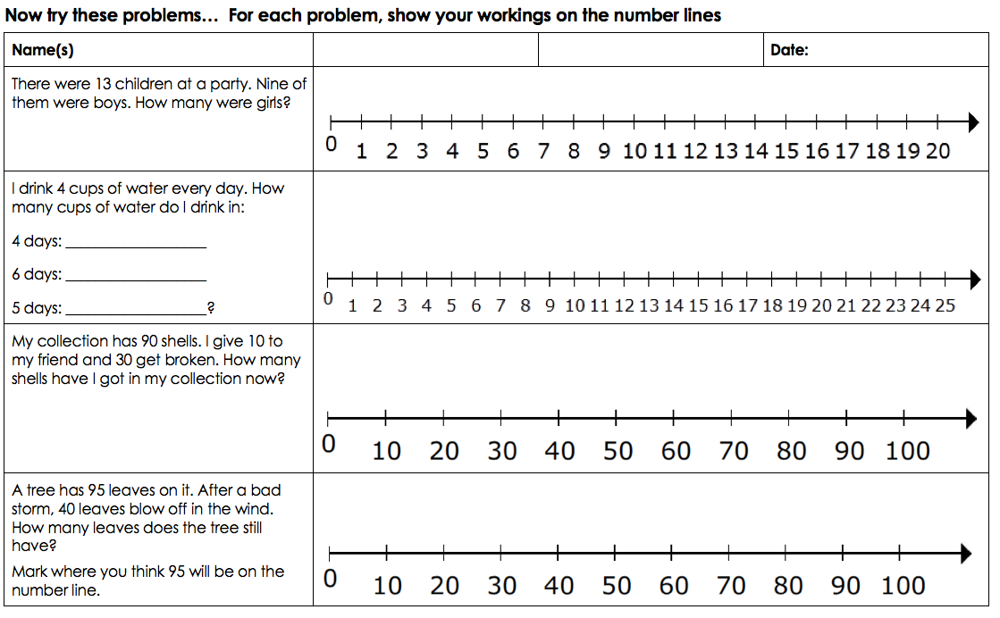 Now try these problems… For each problem, show your workings on the number lines
Name(s)
Date:
There were 13 children at a party. Nine of
them were boys. How many were girls?
0 1 2 3 4 5 6 7 8 9 10 11 12 13 14 15 16 17 18 19 20
I drink 4 cups of water every day. How
many cups of water do I drink in:
4 days: __________________
6 days: __________________
5 days: __________________?
0 1 2 3 4 5 6 7 8 9 10 11 12 13 14 15 16 17 18 19 20 21 22 23 24 25
My collection has 90 shells. I give 10 to
my friend and 30 get broken. How many
shells have I got in my collection now?
0 10 20 30 40 50 60 70 80 90 100
A tree has 95 leaves on it. After a bad
storm, 40 leaves blow off in the wind.
How many leaves does the tree still
have?
Mark where you think 95 will be on the
number line.
0 10 20 30 40 50 60 70 80 90 100